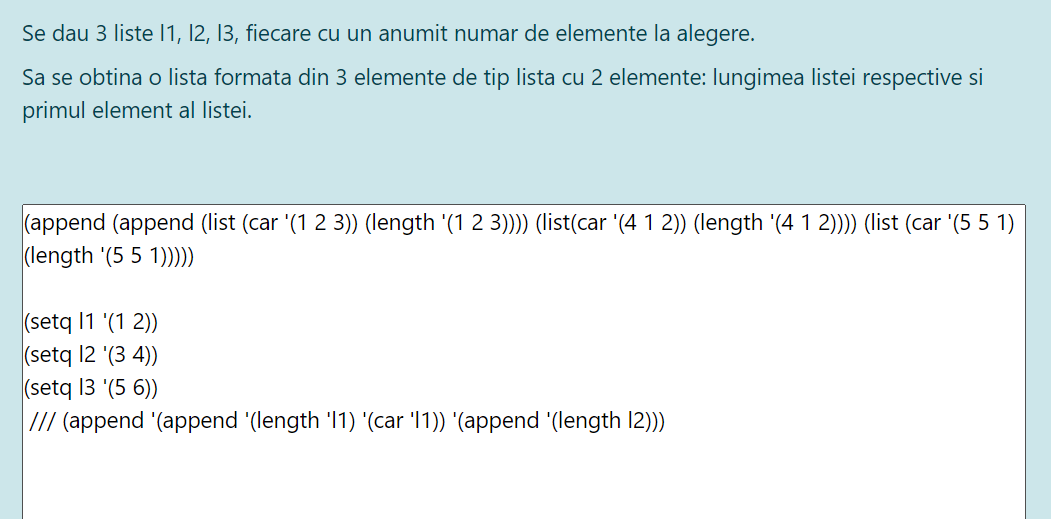 Se dau 3 liste l1, l2, l3, fiecare cu un anumit numar de elemente la alegere.
Sa se obtina o lista formata din 3 elemente de tip lista cu 2 elemente: lungimea listei respective si
primul element al listei.
(append (append (list (car '(1 2 3)) (length '(1 2 3)))) (list(car '(4 1 2)) (length '(4 1 2)))) (list (car '(5 5 1)
(length '(5 5 1)))))
(setq l1 '(1 2))
(setq l2 '(3 4))
(setq l3 '(5 6))
/// (append '(append '(length 'l1) '(car 'l1)) '(append '(length l2)))